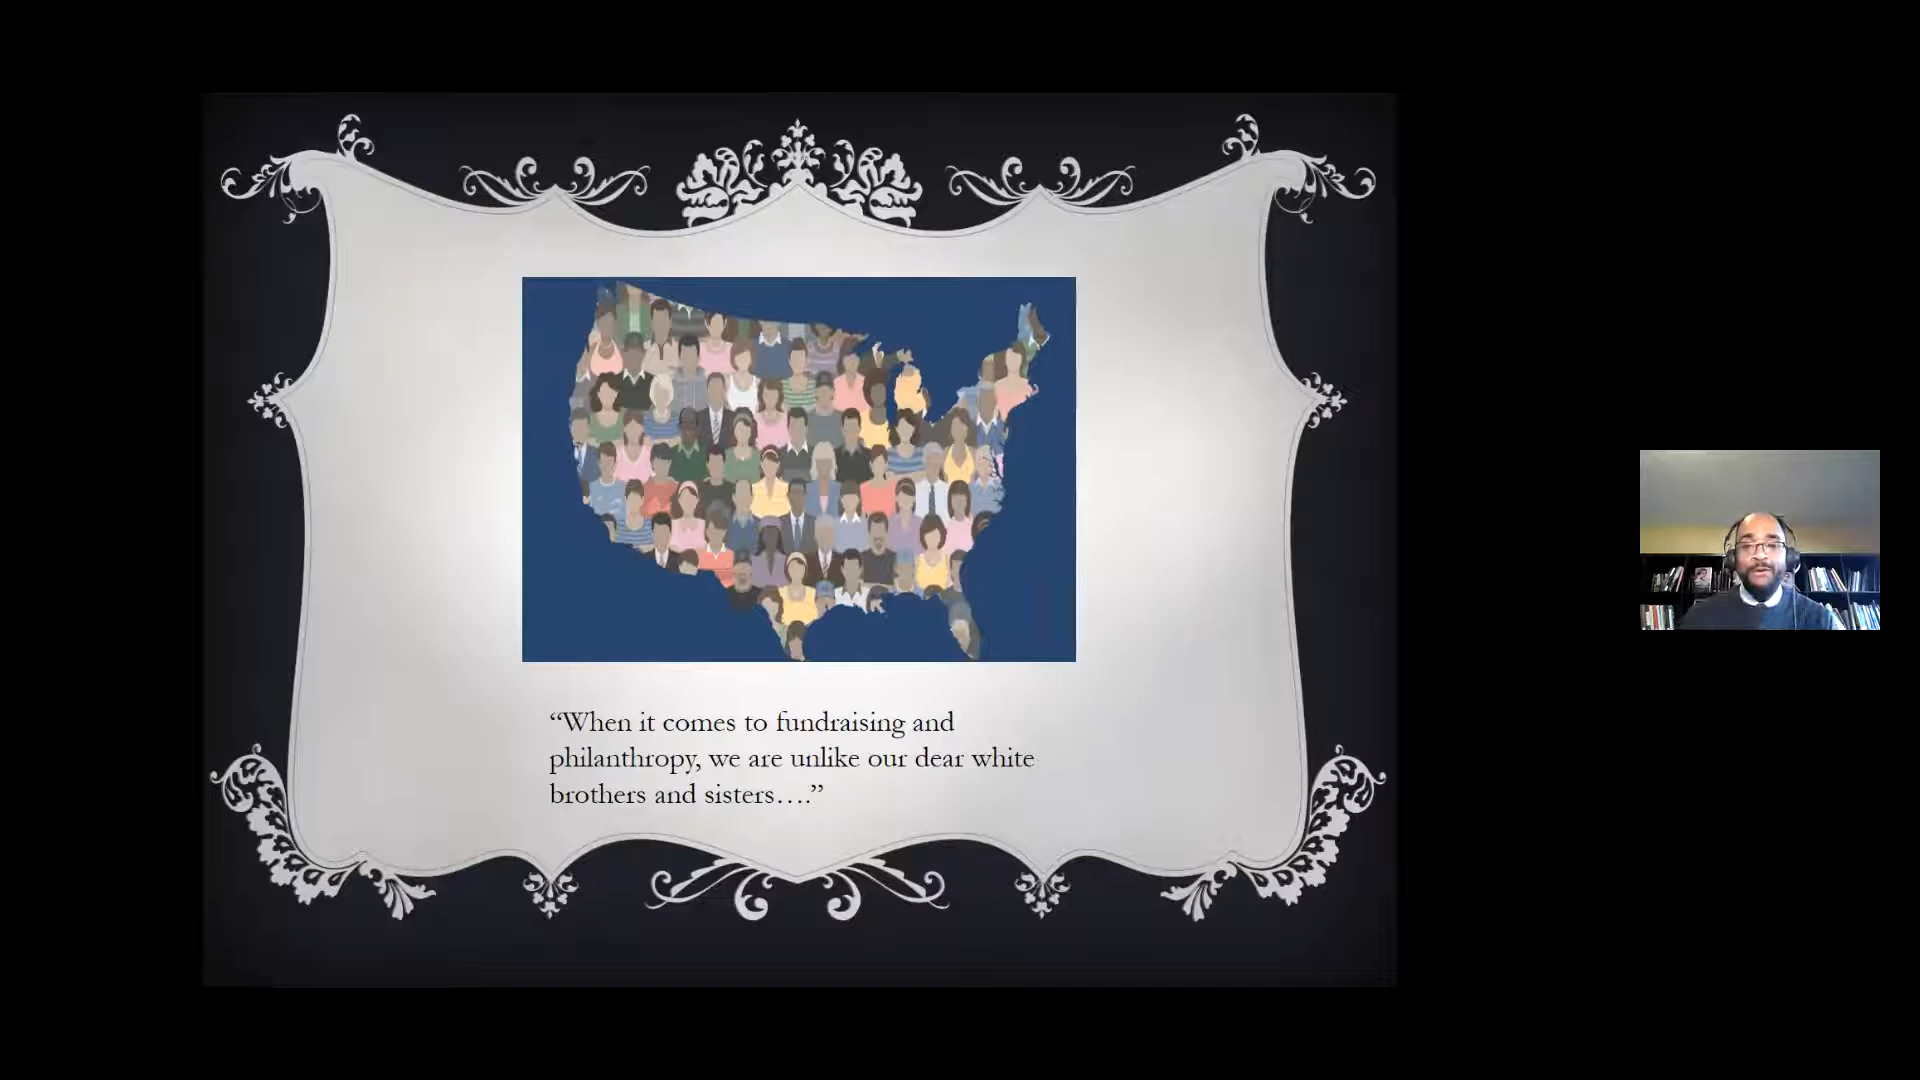 “When it comes to fundraising and
philanthropy, we are unlike our dear white
brothers and sisters….”